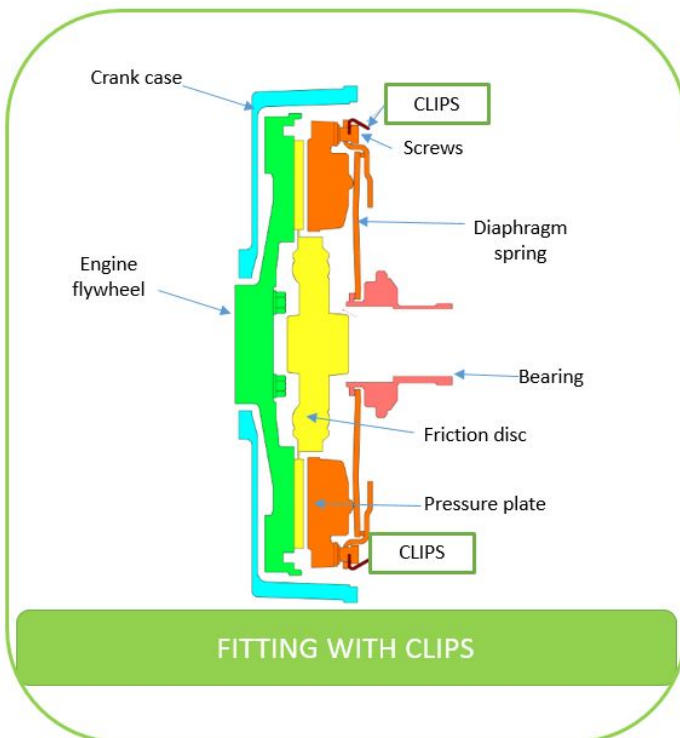 Crank case
CLIPS
Screws
Diaphragm
spring
Engine
flywheel
Bearing
Friction disc
Pressure plate
CLIPS
FITTING WITH CLIPS